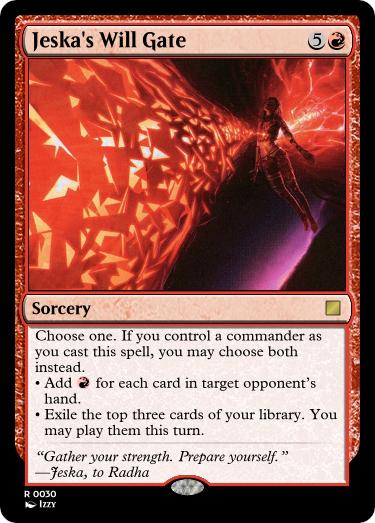 Jeska's Will Gate 5
Sorcery
Choose one. If you control a commander as
you cast this spell, you may choose both
instead.
• Add for each card in target opponent's
hand.
• Exile the top three cards of your library. You
may play them this turn.
“Gather your strength. Prepare yourself.”
—Jeska, to Radha
R 0030
Izzy